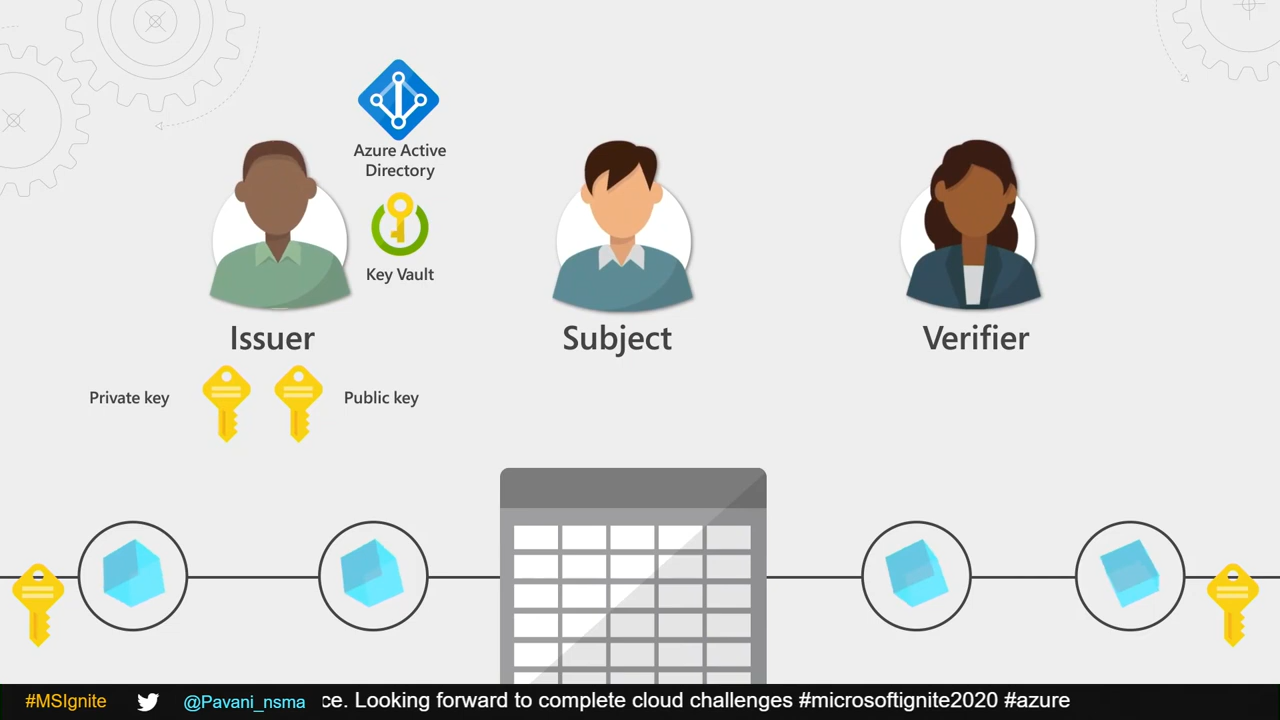 Azure Active
Directory
Key Vault
Issuer
Subject
Verifier
Private key
Public key
#MSIgnite
@Pavani_nsma
ce. Looking forward to complete cloud challenges #microsoftignite2020 #azure